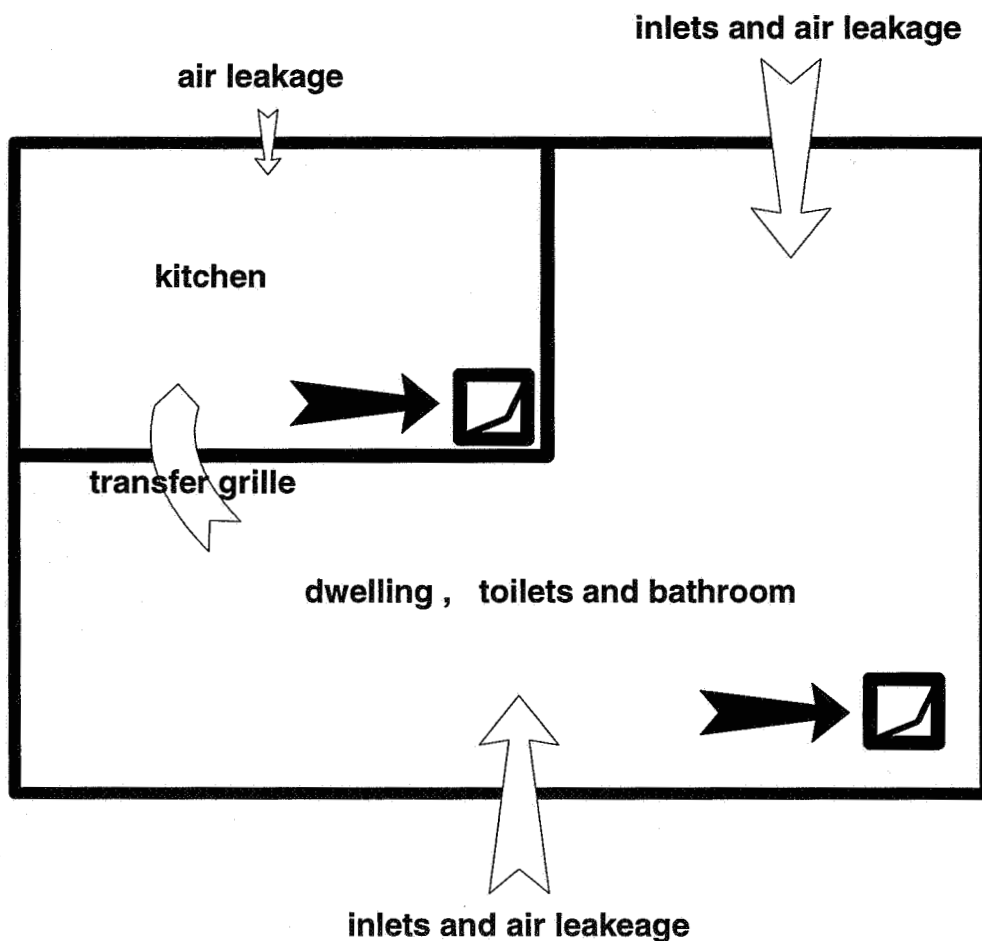 inlets and air leakage
air leakage
kitchen
transfer grille
dwelling , toilets and bathroom
inlets and air leakeage